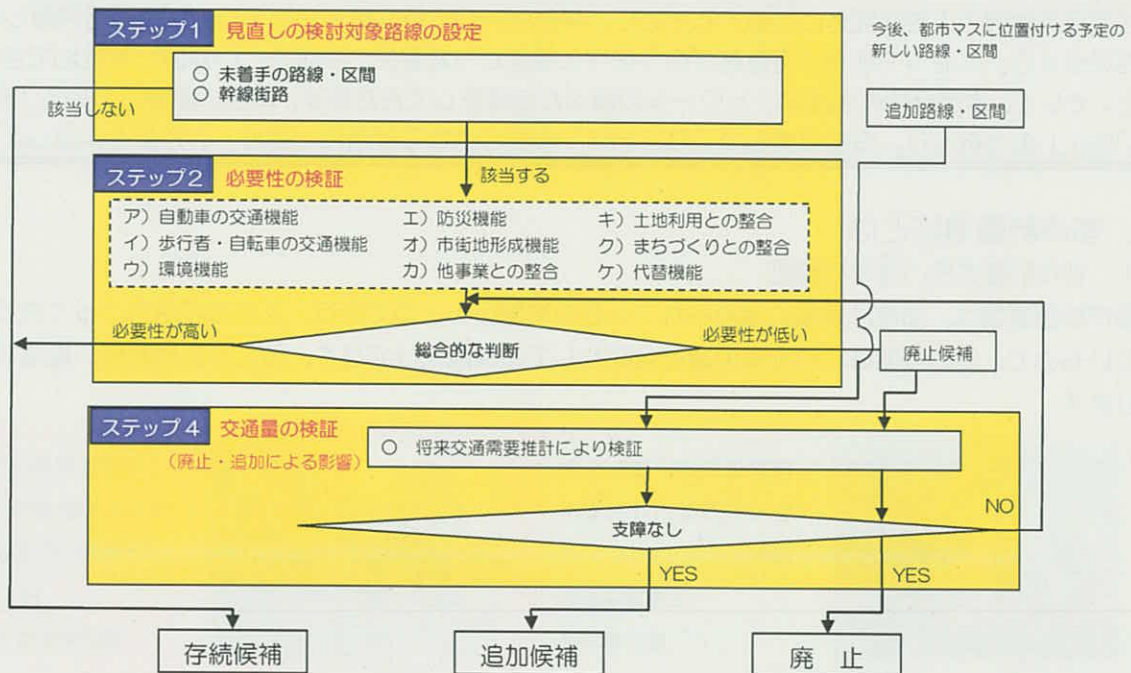 ステップ1 見直しの検討対象路線の設定
今後、都市マスに位置付ける予定の
新しい路線・区間
○ 未着手の路線・区間
○ 幹線街路
該当しない
追加路線・区間
該当する
ステップ2 必要性の検証
ア）自動車の交通機能 エ）防災機能 キ）土地利用との整合
イ）歩行者・自転車の交通機能 オ）市街地形成機能 ク）まちづくりとの整合
ウ）環境機能 カ）他事業との整合 ケ）代替機能
必要性が高い
総合的な判断
必要性が低い
廃止候補
ステップ4 交通量の検証
（廃止・追加による影響）
○ 将来交通需要推計により検証
支障なし
NO
YES
YES
存続候補
追加候補
廃 止